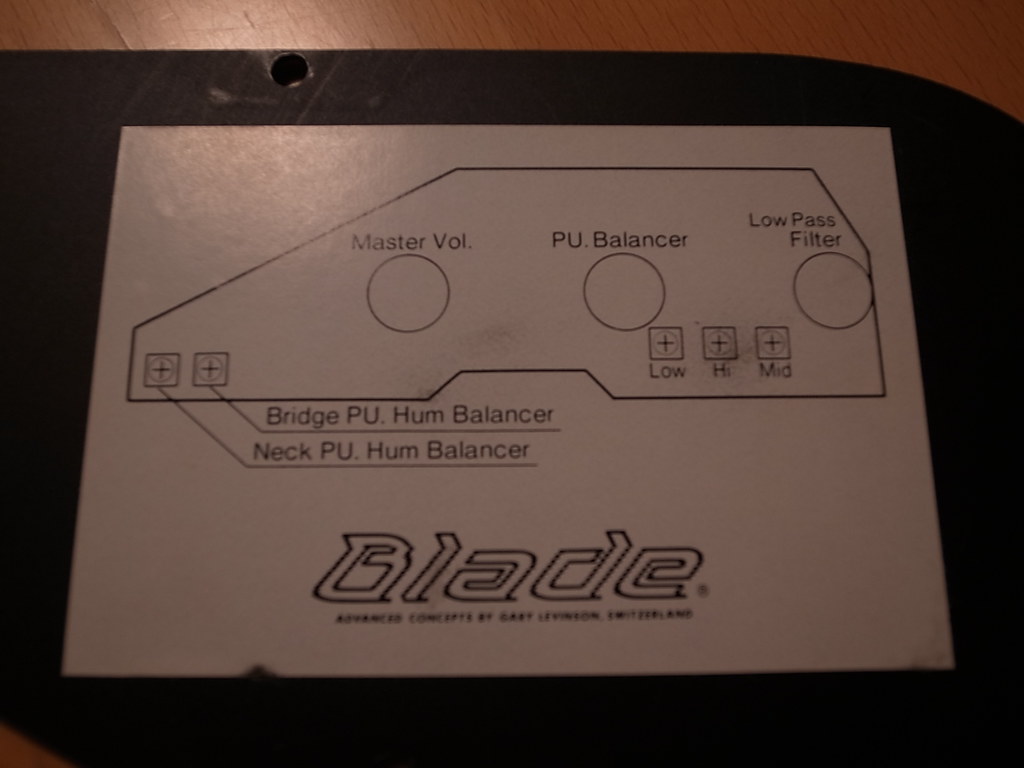 Low Pass
Filter
Master Vol.
PU. Balancer
Low
Hi
Mid
Bridge PU. Hum Balancer
Neck PU. Hum Balancer
Blade®
ADVANCED CONCEPTS BY GARY LEVINSON, SWITZERLAND